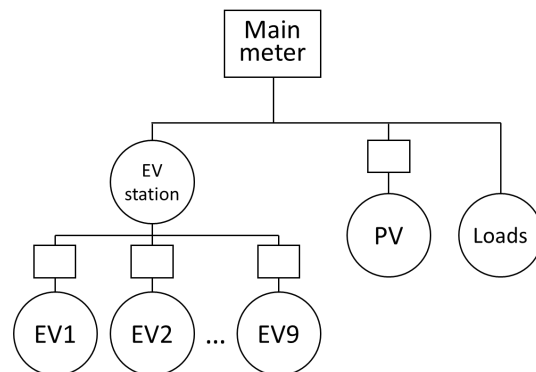 Main
meter
EV
station
PV
Loads
EV1
EV2
...
EV9